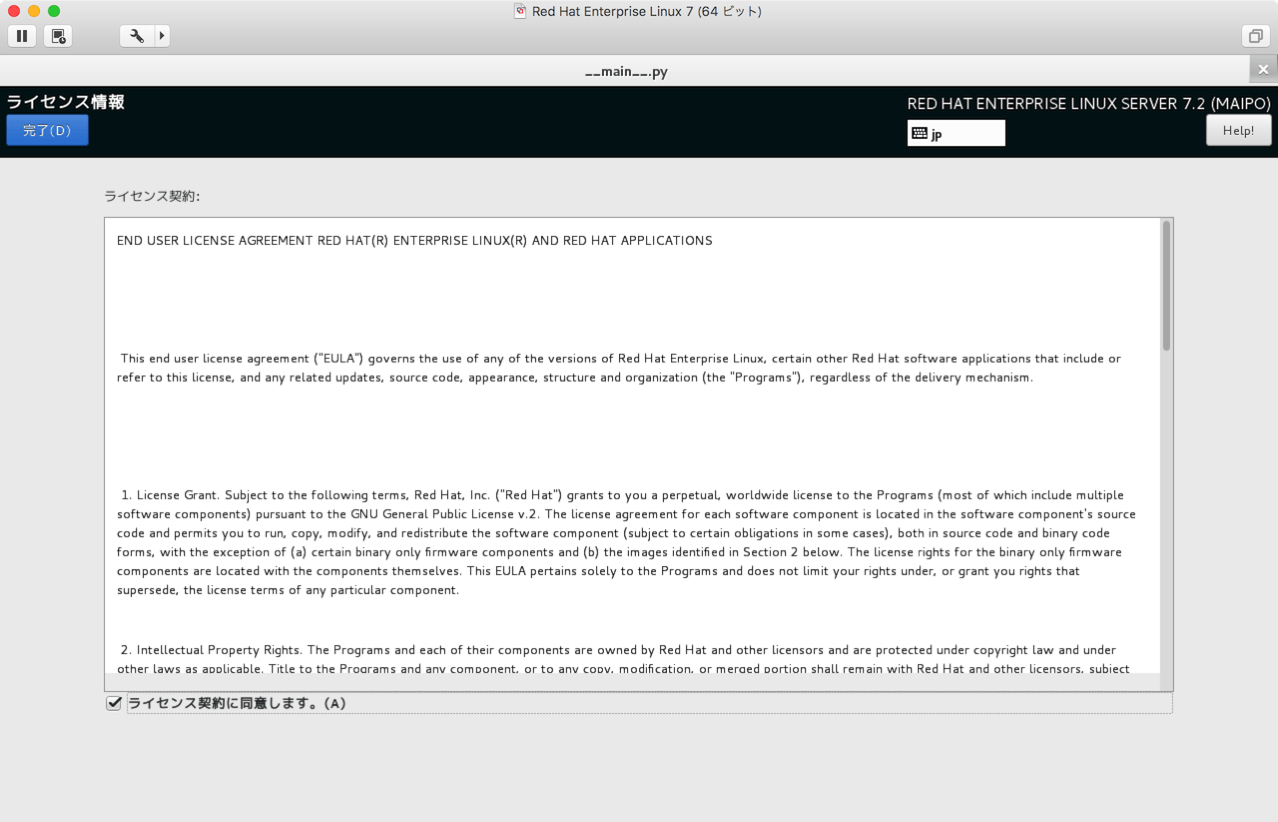 Red Hat Enterprise Linux 7 (64 ビット)
__main__.py
ライセンス情報
RED HAT ENTERPRISE LINUX SERVER 7.2 (MAIPO)
完了(D)
jp
Help!
ライセンス契約:
END USER LICENSE AGREEMENT RED HAT(R) ENTERPRISE LINUX(R) AND RED HAT APPLICATIONS
This end user license agreement ("EULA") governs the use of any of the versions of Red Hat Enterprise Linux, certain other Red Hat software applications that include or
refer to this license, and any related updates, source code, appearance, structure and organization (the "Programs"), regardless of the delivery mechanism.
1. License Grant. Subject to the following terms, Red Hat, Inc. ("Red Hat") grants to you a perpetual, worldwide license to the Programs (most of which include multiple
software components) pursuant to the GNU General Public License v.2. The license agreement for each software component is located in the software component's source
code and permits you to run, copy, modify, and redistribute the software component (subject to certain obligations in some cases), both in source code and binary code
forms, with the exception of (a) certain binary only firmware components and (b) the images identified in Section 2 below. The license rights for the binary only firmware
components are located with the components themselves. This EULA pertains solely to the Programs and does not limit your rights under, or grant you rights that
supersede, the license terms of any particular component.
2. Intellectual Property Rights. The Programs and each of their components are owned by Red Hat and other licensors and are protected under copyright law and under
other laws as applicable. Title to the Programs and any component, or to any copy, modification, or merged portion shall remain with Red Hat and other licensors, subject
ライセンス契約に同意します。(A)